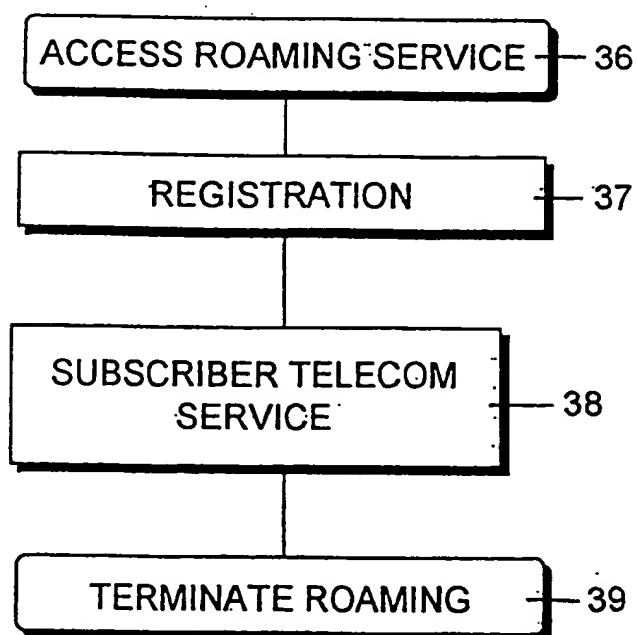 ACCESS ROAMING SERVICE 36
REGISTRATION 37
SUBSCRIBER TELECOM
SERVICE
38
TERMINATE ROAMING 39